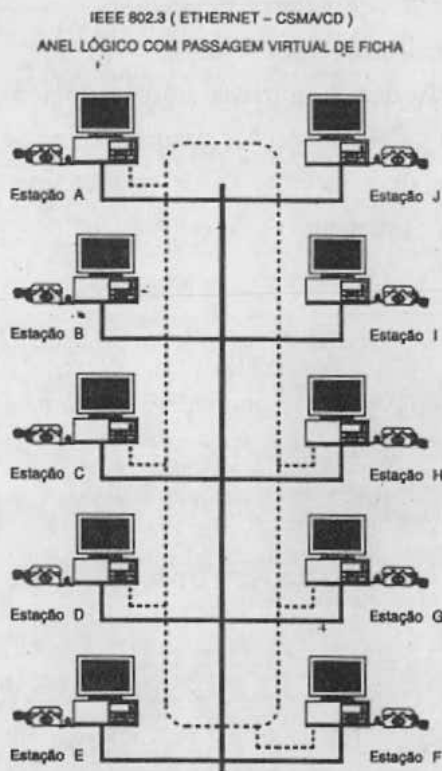 IEEE 802.3 ( ETHERNET – CSMA/CD )
ANEL LÓGICO COM PASSAGEM VIRTUAL DE FICHA
Estação A
Estação J
Estação B
Estação I
Estação C
Estação H
Estação D
Estação G
Estação E
Estação F